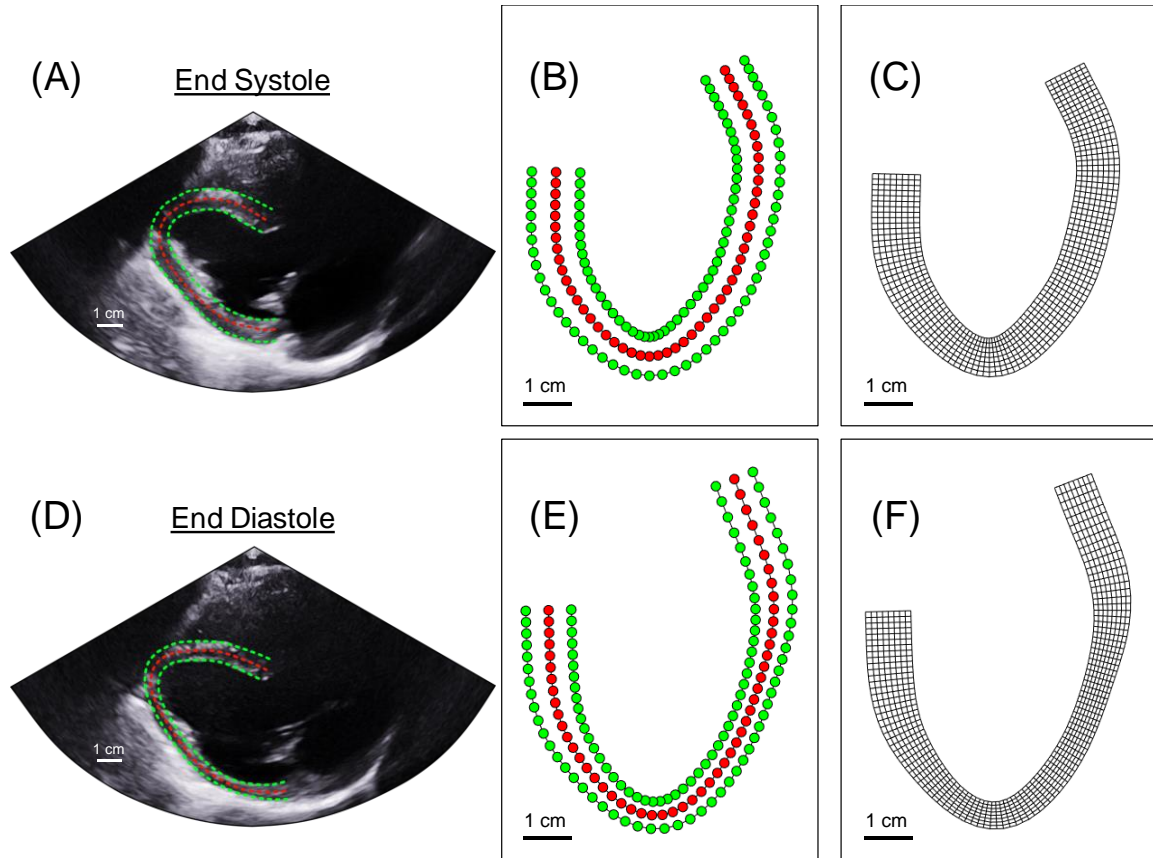 (A)
End Systole
1 cm
(B)
1 cm
(C)
1 cm
(D)
End Diastole
1 cm
(E)
1 cm
(F)
1 cm